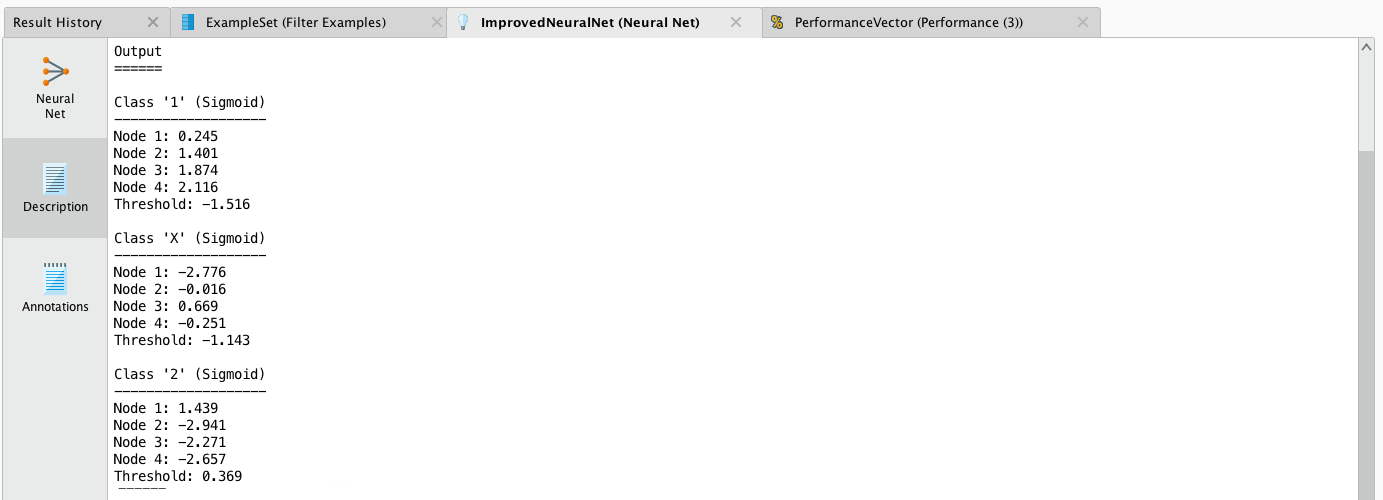 Result History
ExampleSet (Filter Examples)
ImprovedNeuralNet (Neural Net)
PerformanceVector (Performance (3))
Neural
Net
Description
Annotations
Output
======
Class '1' (Sigmoid)
-------------------
Node 1: 0.245
Node 2: 1.401
Node 3: 1.874
Node 4: 2.116
Threshold: -1.516
Class 'X' (Sigmoid)
-------------------
Node 1: -2.776
Node 2: -0.016
Node 3: 0.669
Node 4: -0.251
Threshold: -1.143
Class '2' (Sigmoid)
-------------------
Node 1: 1.439
Node 2: -2.941
Node 3: -2.271
Node 4: -2.657
Threshold: 0.369
------